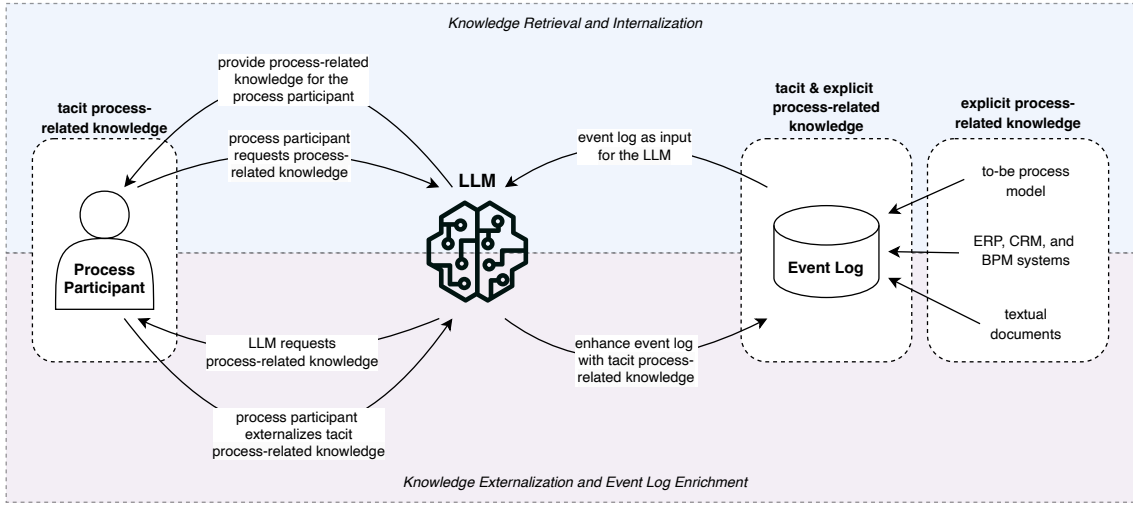 Knowledge Retrieval and Internalization
provide process-related
knowledge for the
process participant
tacit process-
related knowledge
process participant
requests process-
related knowledge
LLM
event log as input
for the LLM
tacit & explicit
process-related
knowledge
explicit process-
related knowledge
to-be process
model
ERP, CRM, and
BPM systems
textual
documents
Process
Participant
Event Log
LLM requests
process-related knowledge
enhance event log
with tacit process-
related knowledge
process participant
externalizes tacit
process-related knowledge
Knowledge Externalization and Event Log Enrichment